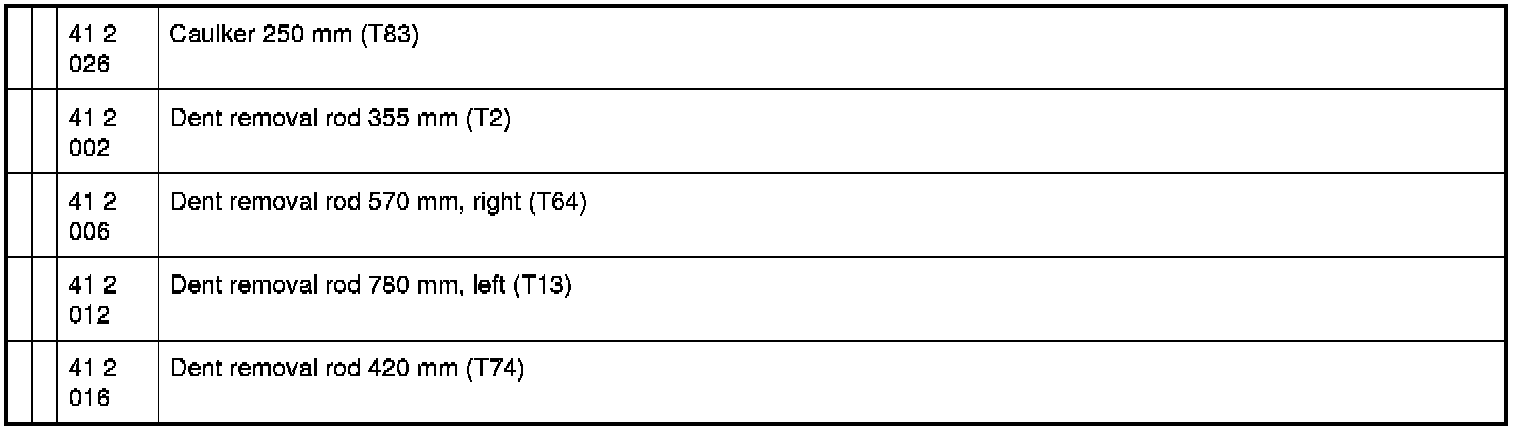 41 2 Caulker 250 mm (T83)
026
41 2 Dent removal rod 355 mm (T2)
002
41 2 Dent removal rod 570 mm, right (T64)
006
41 2 Dent removal rod 780 mm, left (T13)
012
41 2 Dent removal rod 420 mm (T74)
016